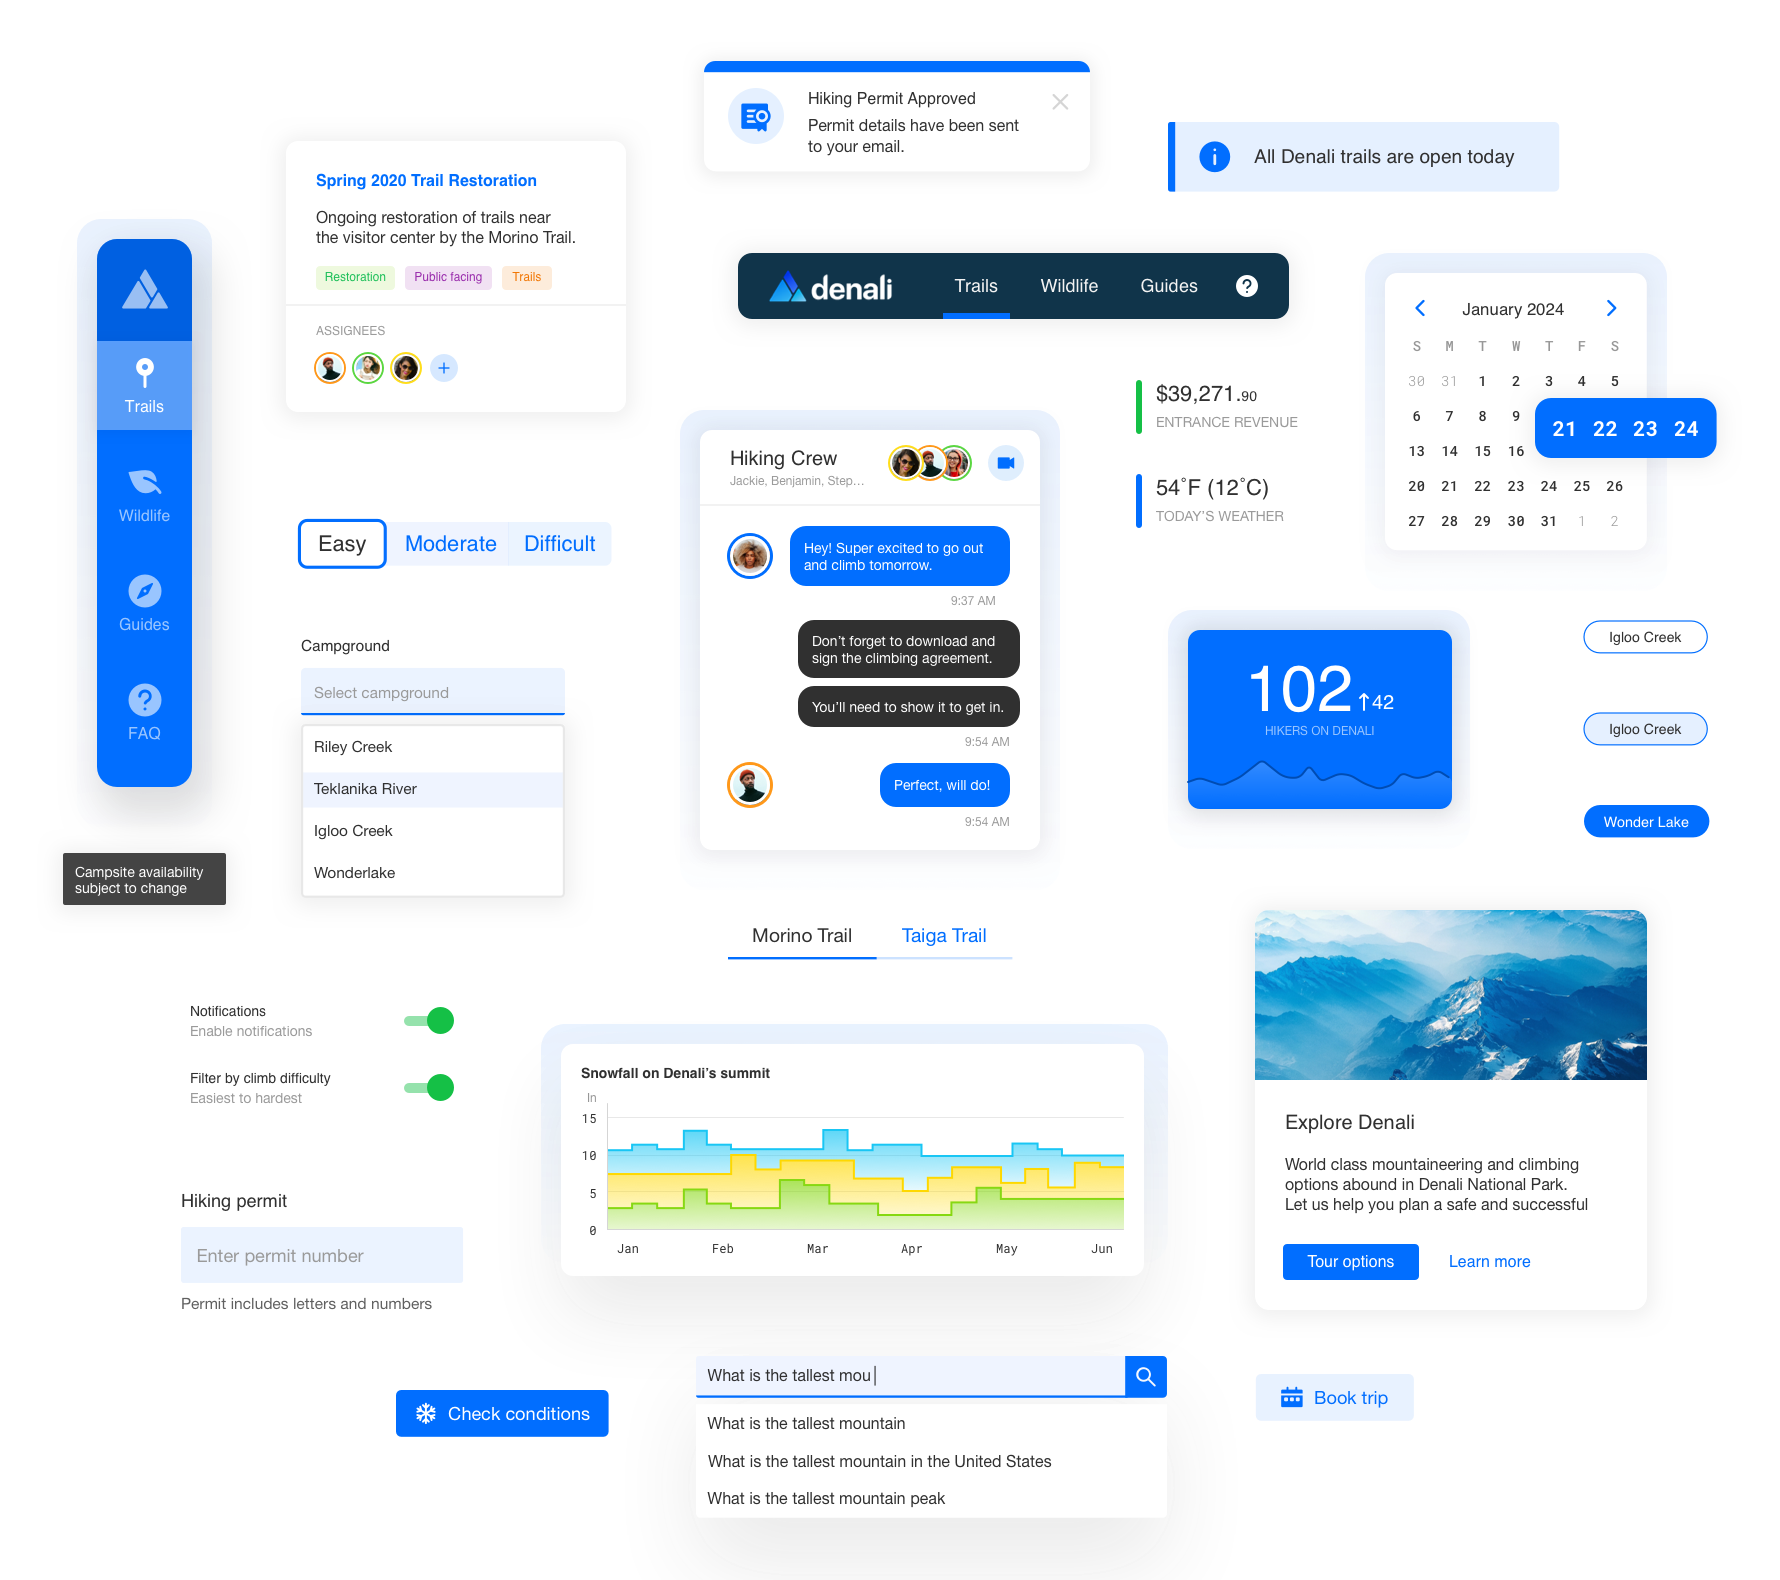 Hiking Permit Approved
Permit details have been sent
to your email.
All Denali trails are open today
Spring 2020 Trail Restoration
Ongoing restoration of trails near
the visitor center by the Morino Trail.
Restoration Public facing Trails
ASSIGNEES
Trails
Wildlife
Guides
FAQ
denali Trails Wildlife Guides
January 2024
S M T W T F S
30 31 1 2 3 4 5
6 7 8 9
21 22 23 24
13 14 15 16
20 21 22 23 24 25 26
27 28 29 30 31 1 2
$39,271.90
ENTRANCE REVENUE
54°F (12°C)
TODAY'S WEATHER
Hiking Crew
Jackie, Benjamin, Step...
Hey! Super excited to go out
and climb tomorrow.
9:37 AM
Don't forget to download and
sign the climbing agreement.
You'll need to show it to get in.
9:54 AM
Perfect, will do!
9:54 AM
Easy Moderate Difficult
Campground
Select campground
Riley Creek
Teklanika River
Igloo Creek
Wonderlake
Campsite availability
subject to change
102 ↑42
HIKERS ON DENALI
Igloo Creek
Igloo Creek
Wonder Lake
Morino Trail Taiga Trail
Notifications
Enable notifications
Filter by climb difficulty
Easiest to hardest
Hiking permit
Enter permit number
Permit includes letters and numbers
Snowfall on Denali's summit
In
15
10
5
0
Jan Feb Mar Apr May Jun
Explore Denali
World class mountaineering and climbing
options abound in Denali National Park.
Let us help you plan a safe and successful
Tour options Learn more
Check conditions
What is the tallest mou
What is the tallest mountain
What is the tallest mountain in the United States
What is the tallest mountain peak
Book trip